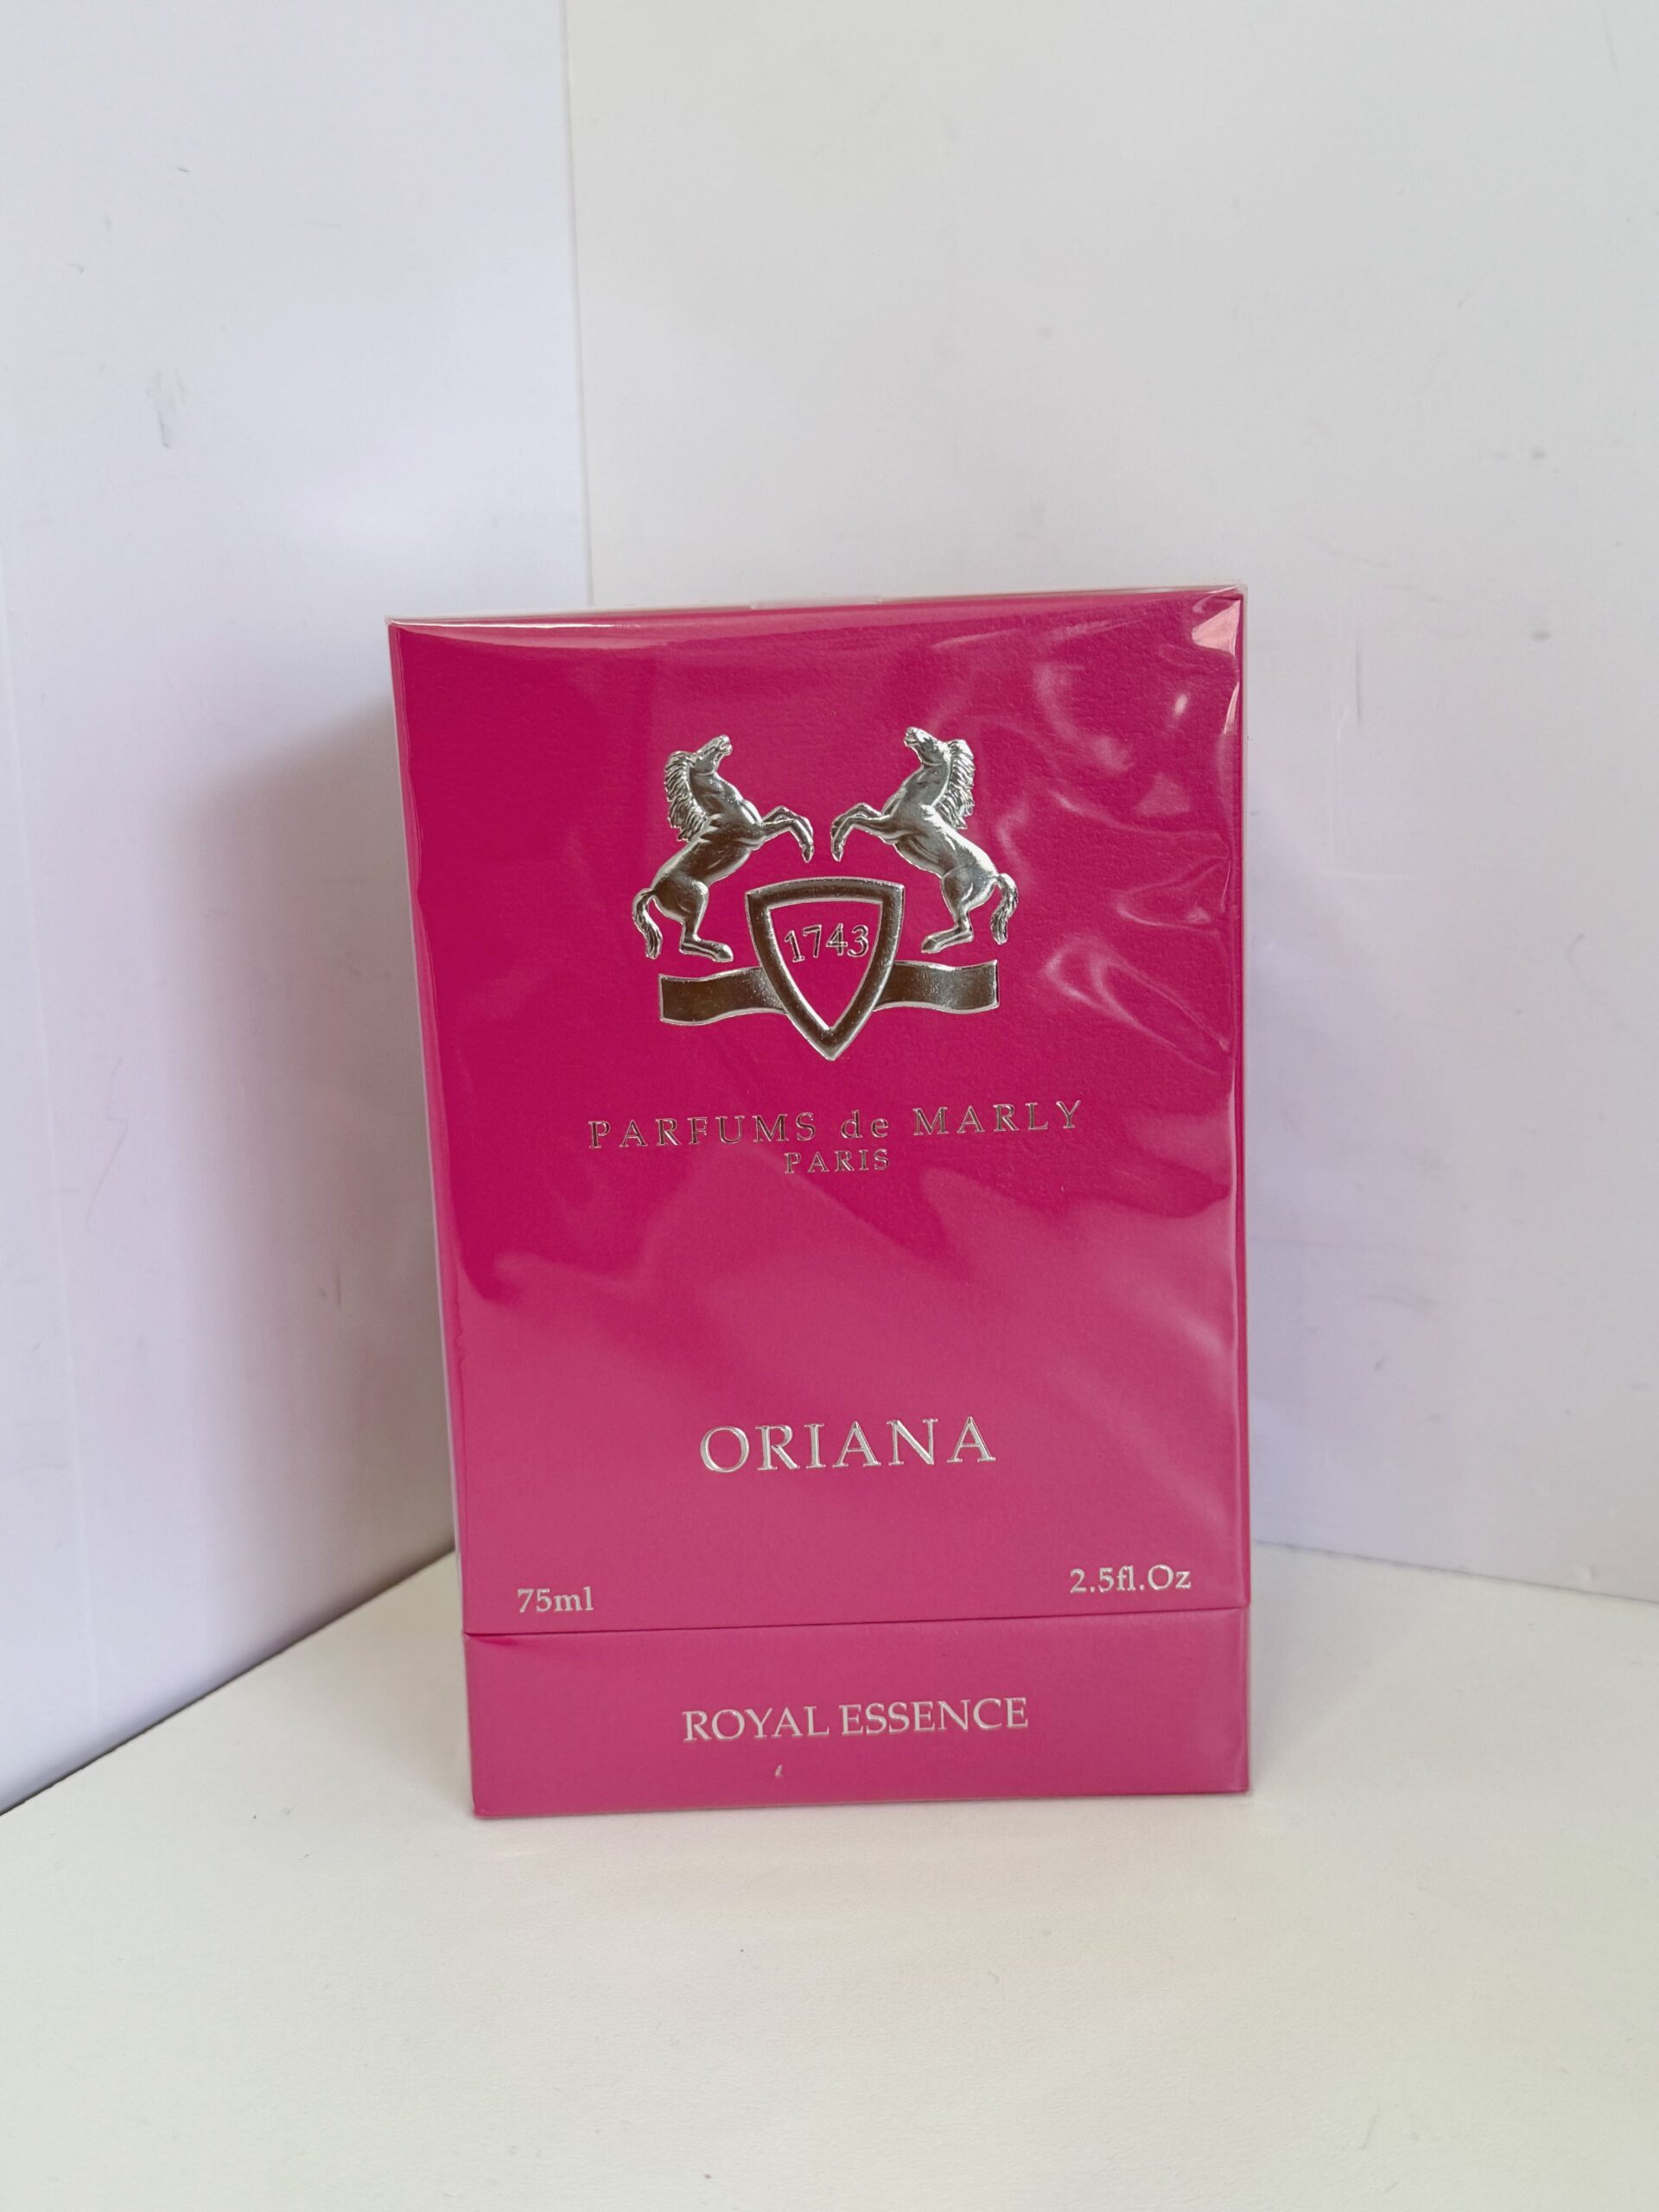 1743
PARFUMS de MARLY
PARIS
ORIANA
75ml 2.5fl.Oz
ROYAL ESSENCE